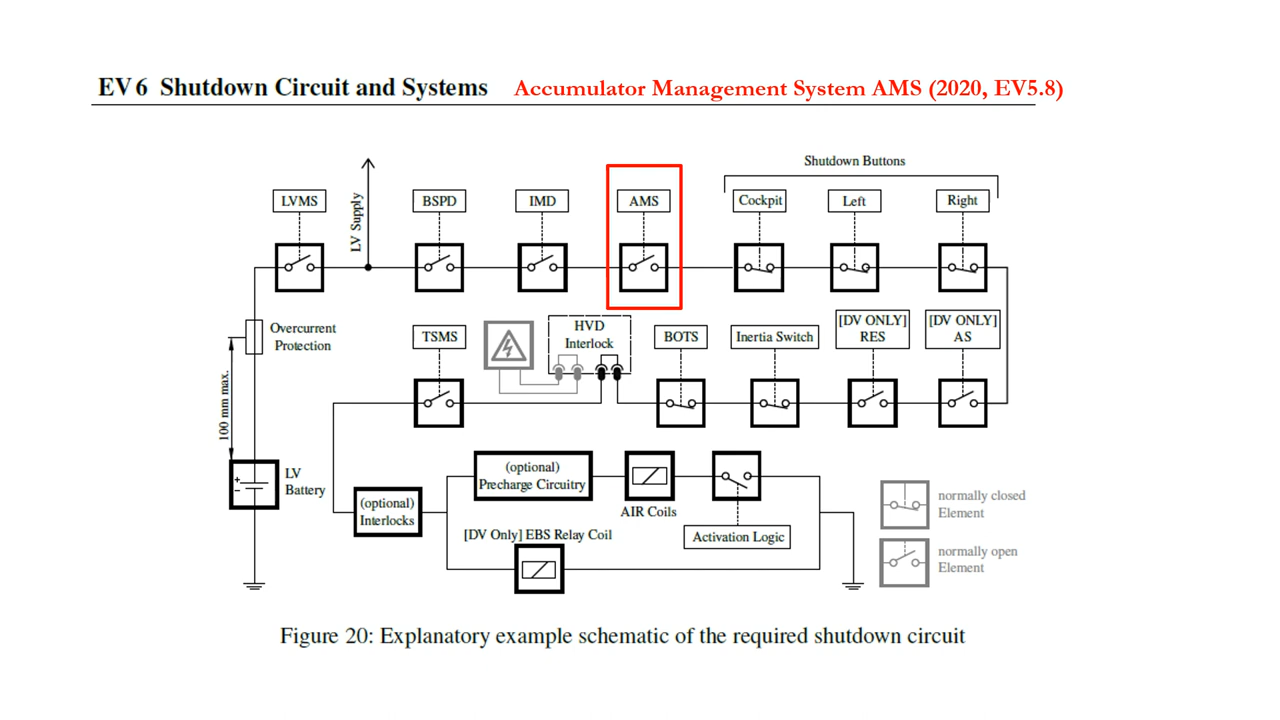 EV 6 Shutdown Circuit and Systems Accumulator Management System AMS (2020, EV5.8)
Shutdown Buttons
LVMS
LV Supply
BSPD
IMD
AMS
Cockpit
Left
Right
Overcurrent
Protection
TSMS
HVD
Interlock
BOTS
Inertia Switch
[DV ONLY]
RES
[DV ONLY]
AS
100 mm max.
+
-
LV
Battery
(optional)
Interlocks
(optional)
Precharge Circuitry
AIR Coils
Activation Logic
[DV Only] EBS Relay Coil
normally closed
Element
normally open
Element
Figure 20: Explanatory example schematic of the required shutdown circuit